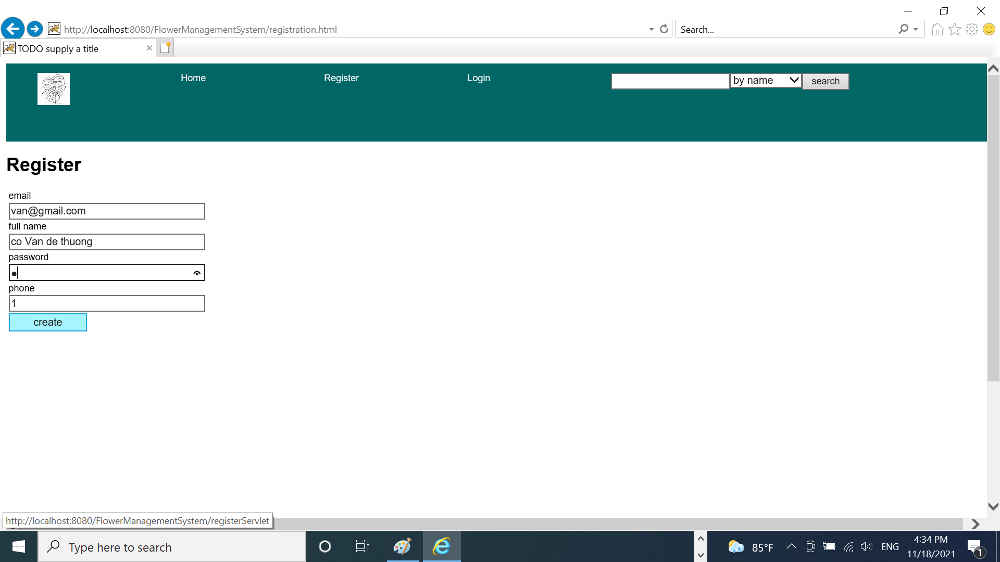 http://localhost:8080/FlowerManagementSystem/registration.html
Search...
TODO supply a title
Home Register Login by name search
Register
email
van@gmail.com
full name
co Van de thuong
password
phone
1
create
http://localhost:8080/FlowerManagementSystem/registerServlet
Type here to search
85°F
ENG
4:34 PM
11/18/2021
1